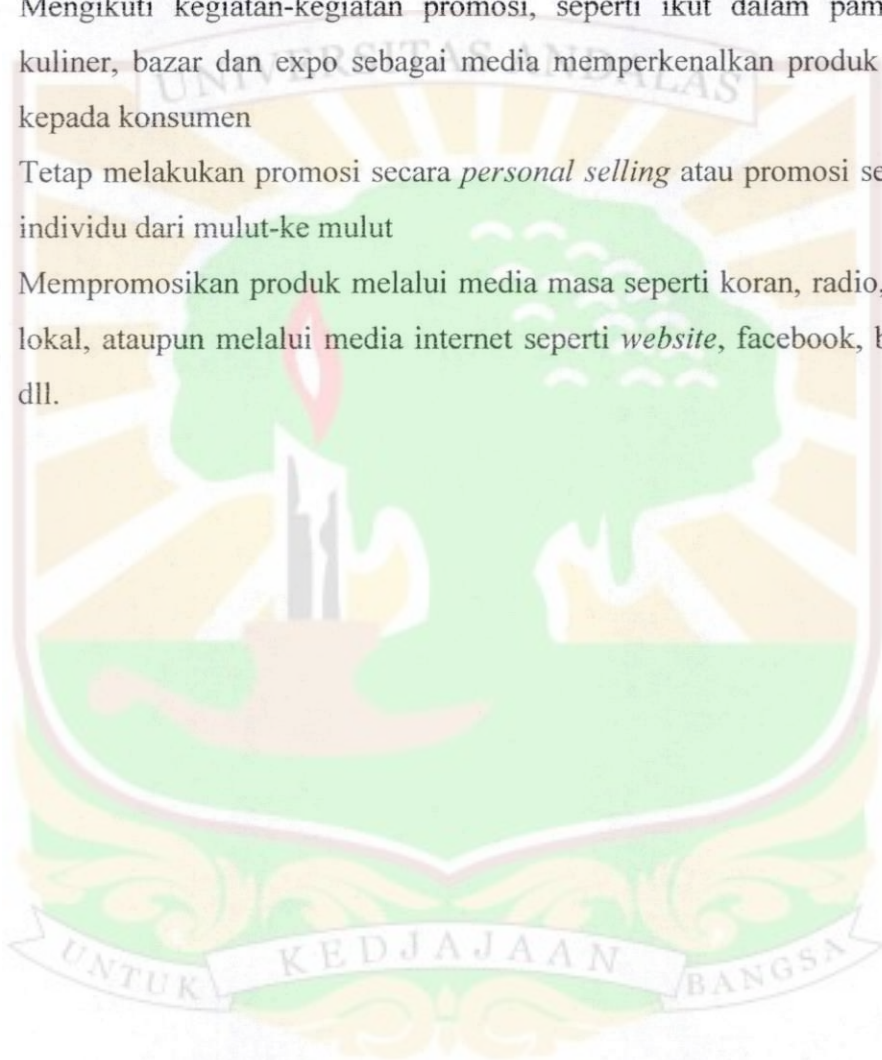 Mengikuti kegiatan-kegiatan promosi, seperti ikut dalam
kuliner, bazar dan expo sebagai media memperkenalkan produk
UNIVERSITAS ANDALAS
kepada konsumen
Tetap melakukan promosi secara personal selling atau promosi
individu dari mulut-ke mulut
Mempromosikan produk melalui media masa seperti koran, radio,
lokal, ataupun melalui media internet seperti website, facebook,
dll.
UNTUK KEDJAJAAN BANGSA